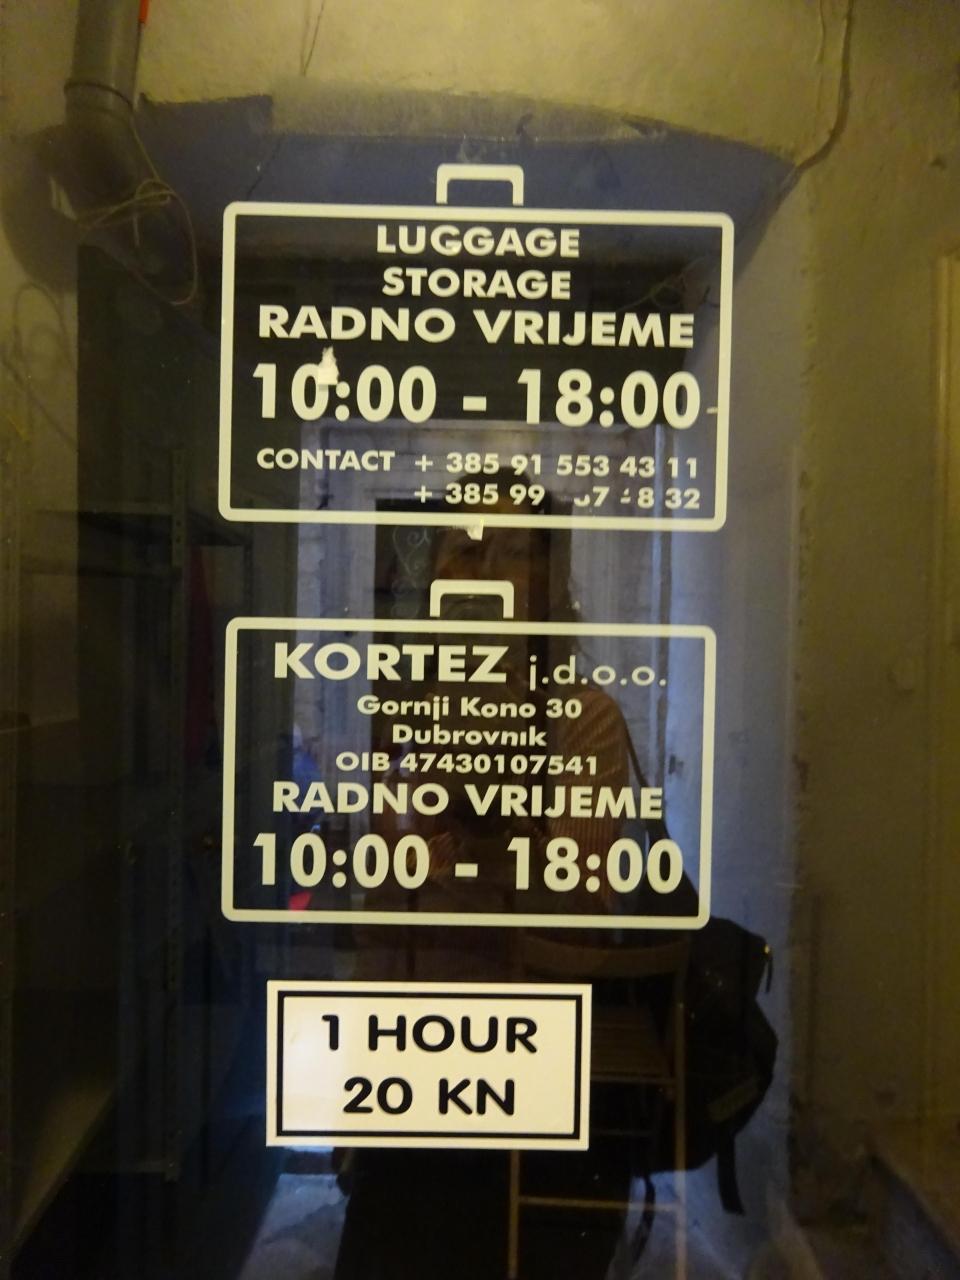 LUGGAGE
STORAGE
RADNO VRIJEME
10:00 - 18:00
CONTACT + 385 91 553 43 11
+ 385 99 32
KORTEZ j.d.o.o.
Gornji Kono 30
Dubrovnik
OIB 47430107541
RADNO VRIJEME
10:00 - 18:00
1 HOUR
20 KN